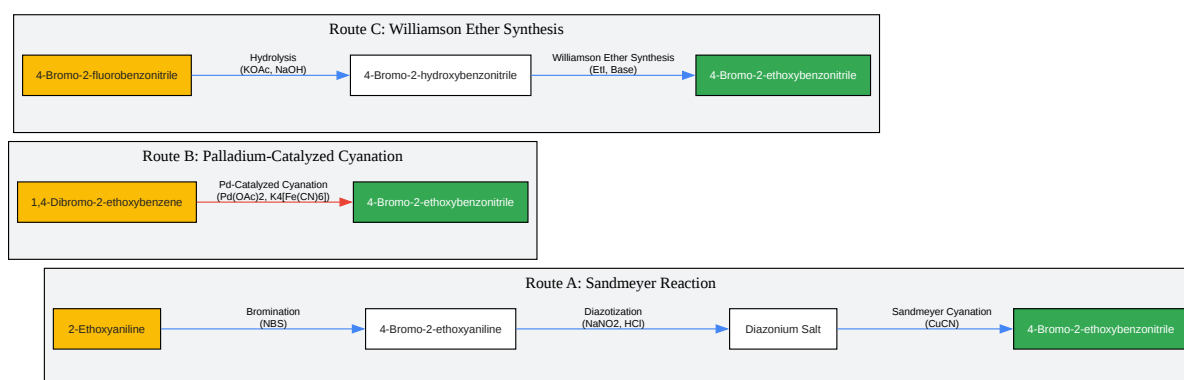 Route C: Williamson Ether Synthesis
4-Bromo-2-fluorobenzonitrile
Hydrolysis
(KOAc, NaOH)
4-Bromo-2-hydroxybenzonitrile
Williamson Ether Synthesis
(EtI, Base)
4-Bromo-2-ethoxybenzonitrile
Route B: Palladium-Catalyzed Cyanation
1,4-Dibromo-2-ethoxybenzene
Pd-Catalyzed Cyanation
(Pd(OAc)2, K4[Fe(CN)6])
4-Bromo-2-ethoxybenzonitrile
Route A: Sandmeyer Reaction
2-Ethoxyaniline
Bromination
(NBS)
4-Bromo-2-ethoxyaniline
Diazotization
(NaNO2, HCl)
Diazonium Salt
Sandmeyer Cyanation
(CuCN)
4-Bromo-2-ethoxybenzonitrile